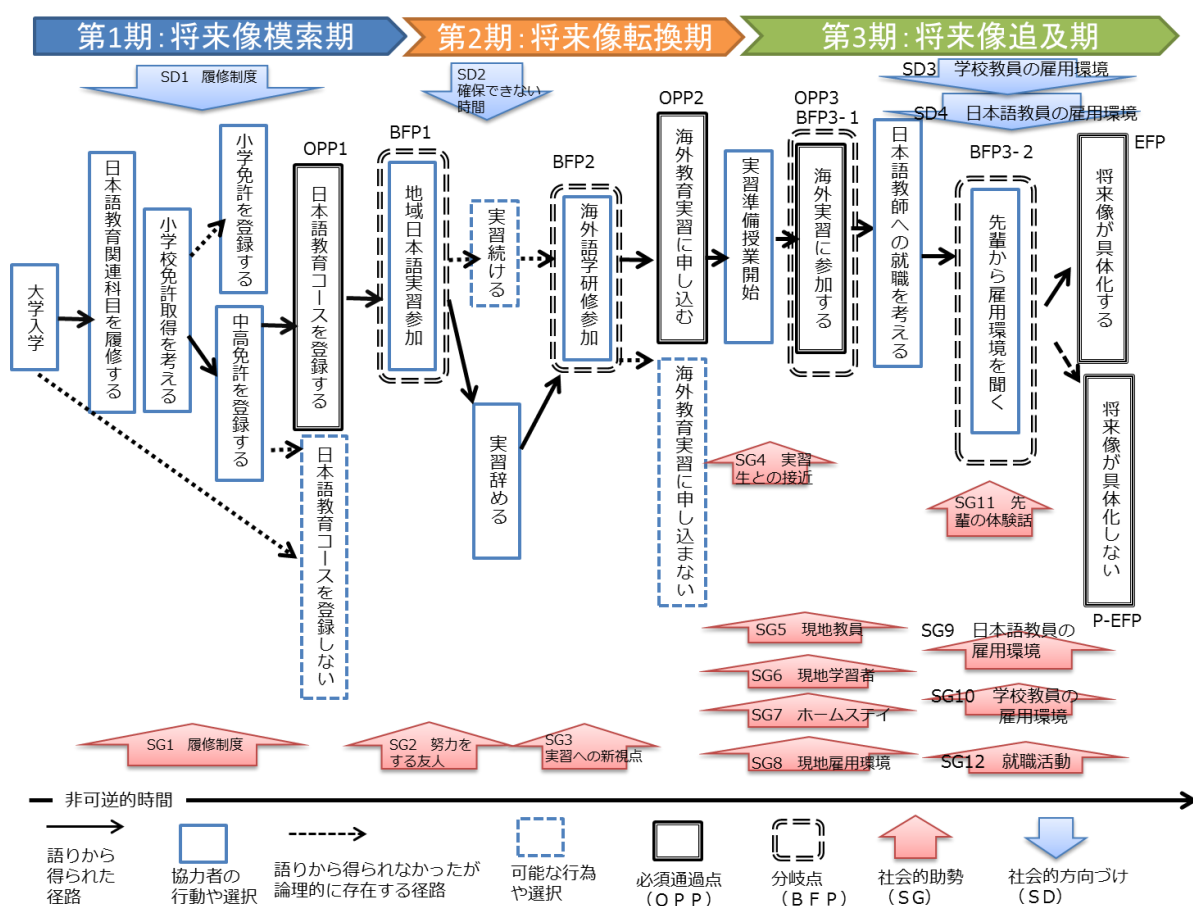 第1期:将来像模索期
第2期:将来像転換期
第3期:将来像追及期
SD1 履修制度
SD2
確保できない
時間
SD3 学校教員の雇用環境
SD4 日本語教員の雇用環境
大学入学
日本語教育関連科目を履修する
小学校免許取得を考える
小学免許を登録する
中高免許を登録する
OPP1
日本語教育コースを登録する
日本語教育コースを登録しない
BFP1
地域日本語実習参加
実習続ける
実習辞める
BFP2
海外語学研修参加
OPP2
海外教育実習に申し込む
海外教育実習に申し込まない
実習準備授業開始
OPP3
BFP3-1
海外実習に参加する
日本語教師への就職を考える
BFP3-2
先輩から雇用環境を聞く
EFP
将来像が具体化する
将来像が具体化しない
P-EFP
SG4 実習
生との接近
SG11 先
輩の体験話
SG5 現地教員
SG6 現地学習者
SG7 ホームステイ
SG8 現地雇用環境
SG9 日本語教員の
雇用環境
SG10 学校教員の
雇用環境
SG12 就職活動
SG1 履修制度
SG2 努力を
する友人
SG3
実習への新視点
非可逆的時間
語りから
得られた
径路
協力者の
行動や選択
語りから得られなかったが
論理的に存在する径路
可能な行為
や選択
必須通過点
(OPP)
分岐点
(BFP)
社会的助勢
(SG)
社会的方向づけ
(SD)